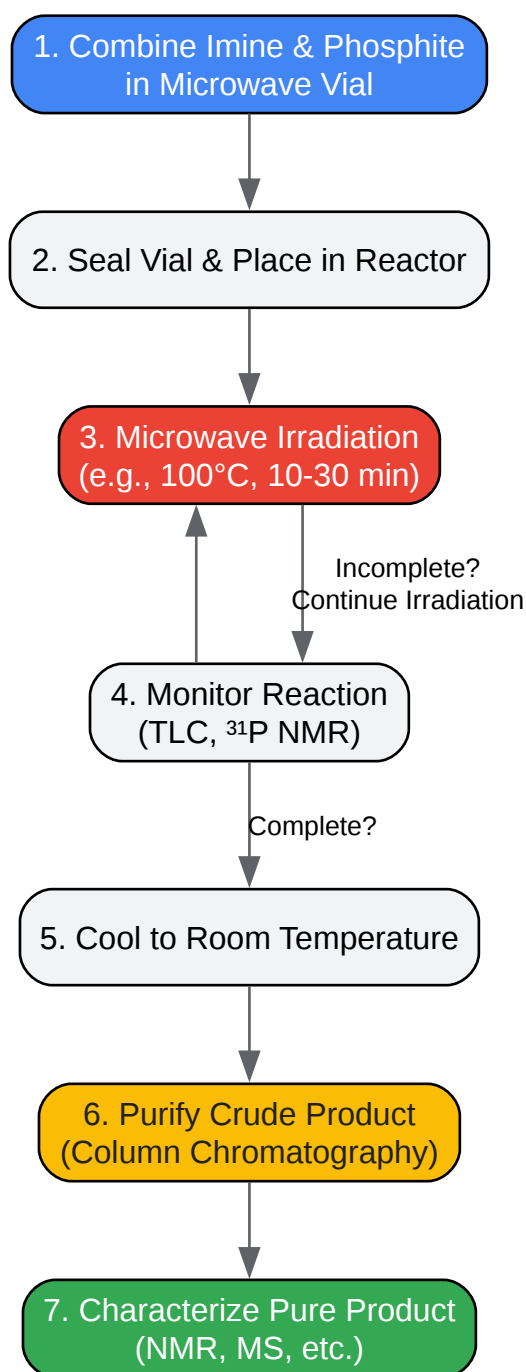 1. Combine Imine & Phosphite
in Microwave Vial
2. Seal Vial & Place in Reactor
3. Microwave Irradiation
(e.g., 100°C, 10-30 min)
Incomplete?
Continue Irradiation
4. Monitor Reaction
(TLC, ³¹P NMR)
Complete?
5. Cool to Room Temperature
6. Purify Crude Product
(Column Chromatography)
7. Characterize Pure Product
(NMR, MS, etc.)